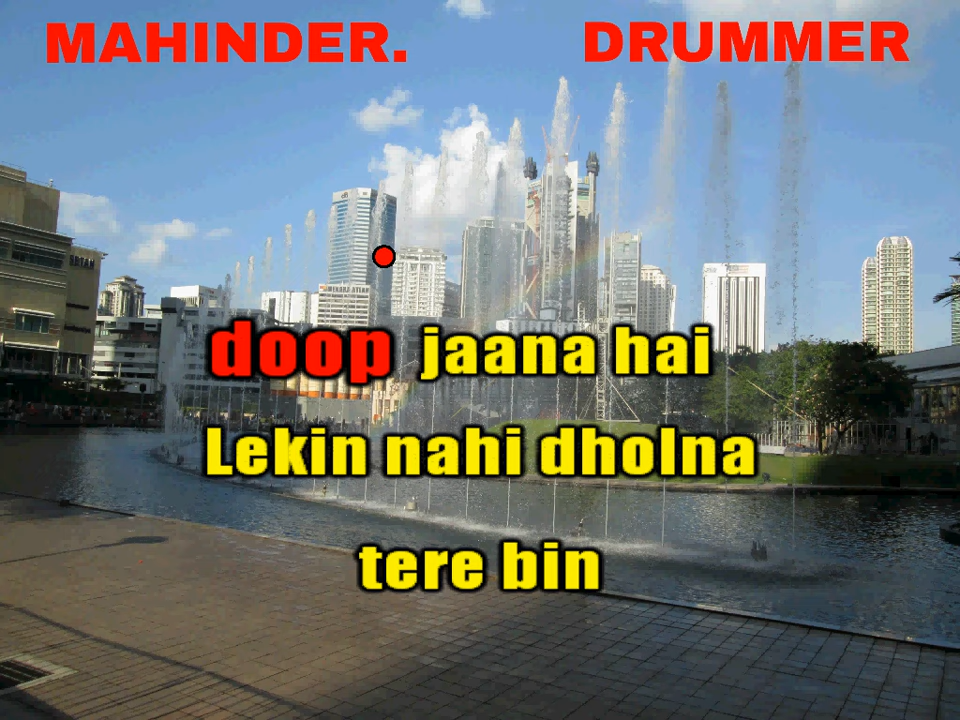 MAHINDER. DRUMMER
doop jaana hai
Lekin nahi dholna
tere bin